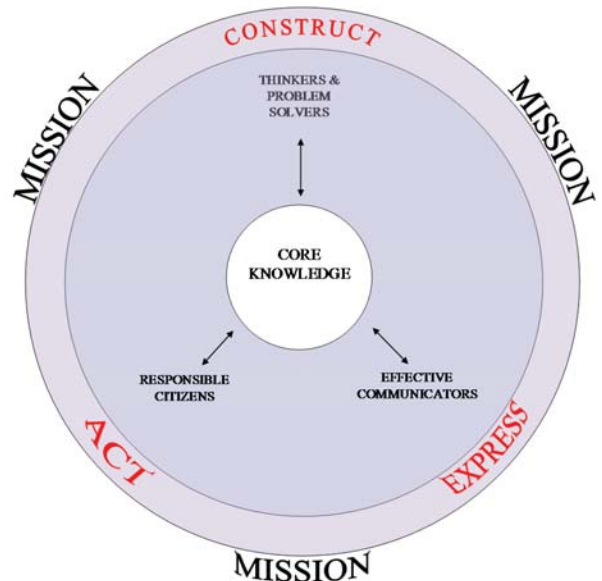 CONSTRUCT
THINKERS &
PROBLEM
SOLVERS
MISSION
MISSION
CORE
KNOWLEDGE
RESPONSIBLE
CITIZENS
EFFECTIVE
COMMUNICATORS
ACT
EXPRESS
MISSION